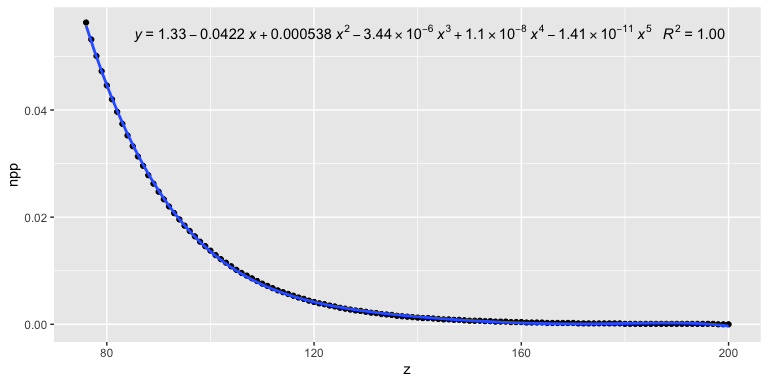 y = 1.33 − 0.0422 x + 0.000538 x² − 3.44 × 10⁻⁶ x³ + 1.1 × 10⁻⁸ x⁴ − 1.41 × 10⁻¹¹ x⁵ R² = 1.00
0.04
0.02
0.00
npp
80 120 160 200
z